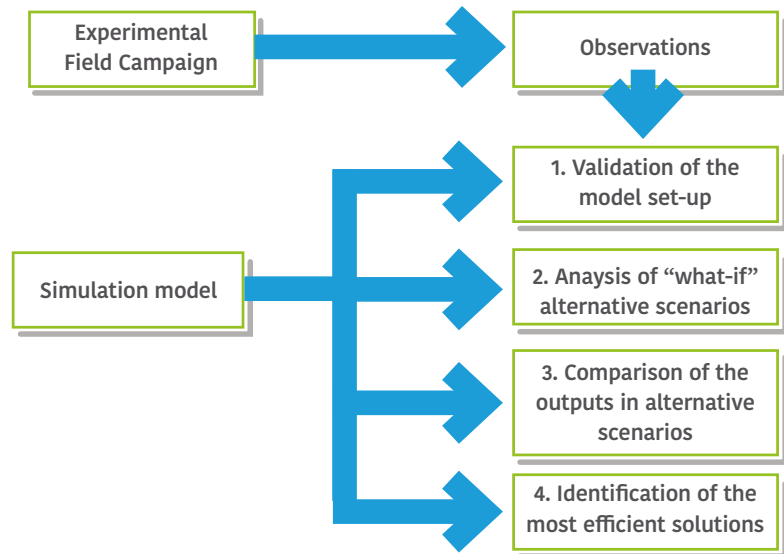 Experimental
Field Campaign
Observations
1. Validation of the
model set-up
Simulation model
2. Anaysis of “what-if”
alternative scenarios
3. Comparison of the
outputs in alternative
scenarios
4. Identification of the
most efficient solutions